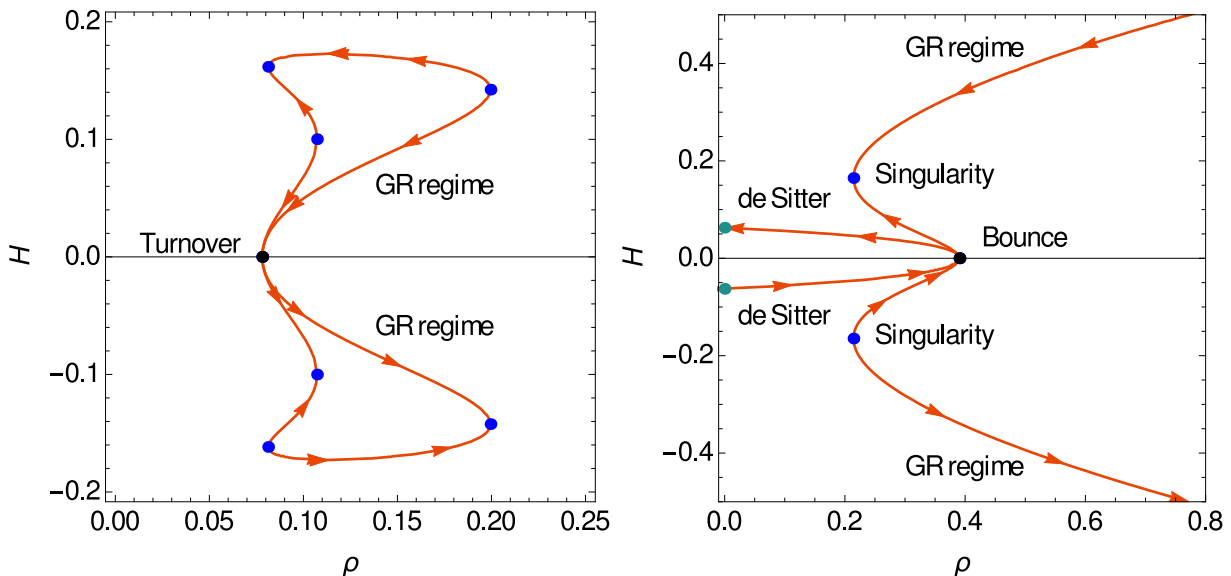 0.2
0.1
0.0
−0.1
−0.2
H
GR regime
Turnover
GR regime
0.00
0.05
0.10
0.15
0.20
0.25
ρ
0.4
0.2
0.0
−0.2
−0.4
H
GR regime
Singularity
de Sitter
Bounce
de Sitter
Singularity
GR regime
0.0
0.2
0.4
0.6
0.8
ρ